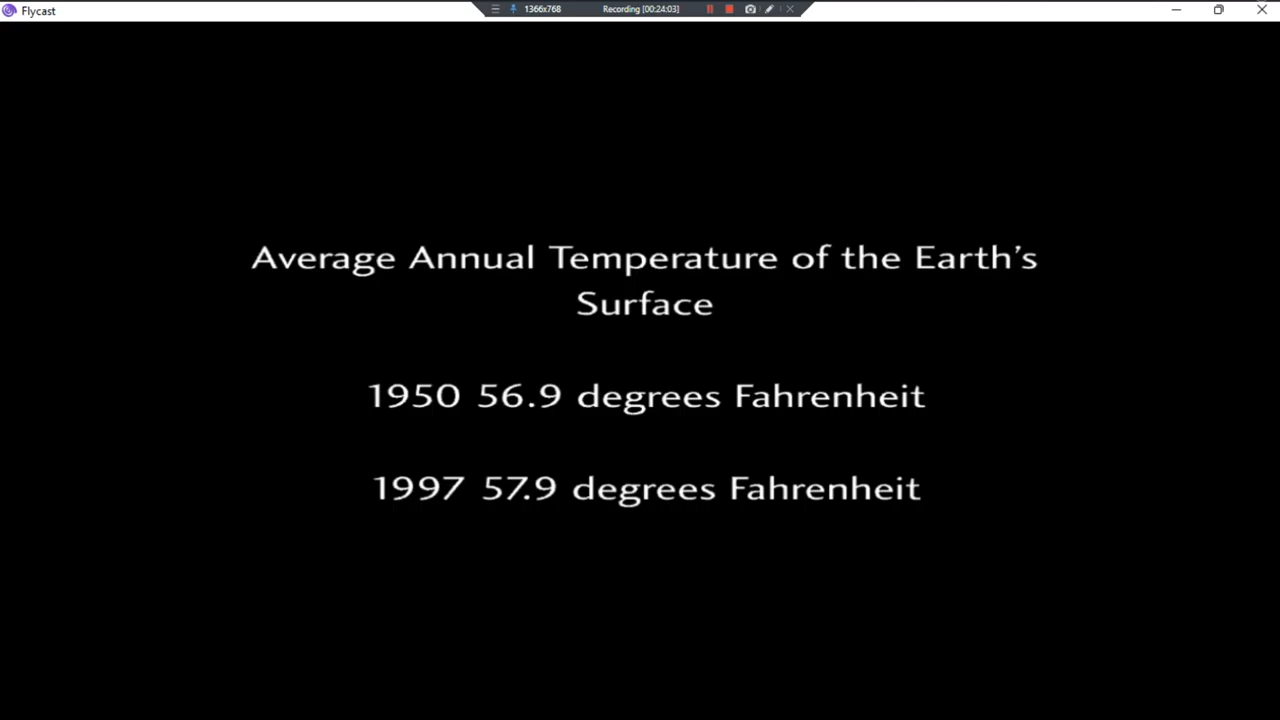 Flycast
1366x768
Recording [00:24:03]
Average Annual Temperature of the Earth’s
Surface
1950 56.9 degrees Fahrenheit
1997 57.9 degrees Fahrenheit